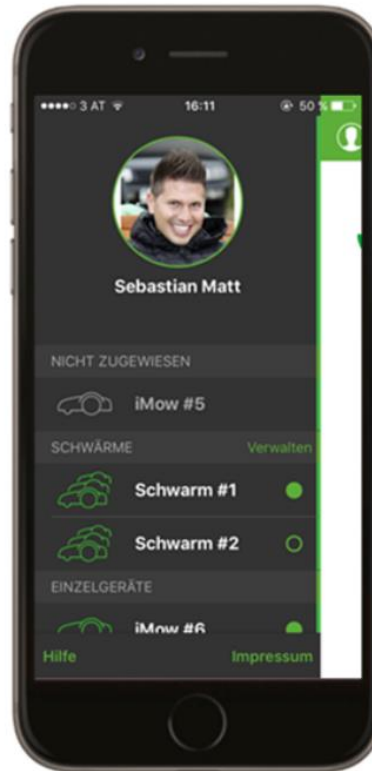 3 AT 16:11 50 %
Sebastian Matt
NICHT ZUGEWIESEN
iMow #5
SCHWÄRME Verwalten
Schwarm #1
Schwarm #2
EINZELGERÄTE
iMow #6
Hilfe Impressum